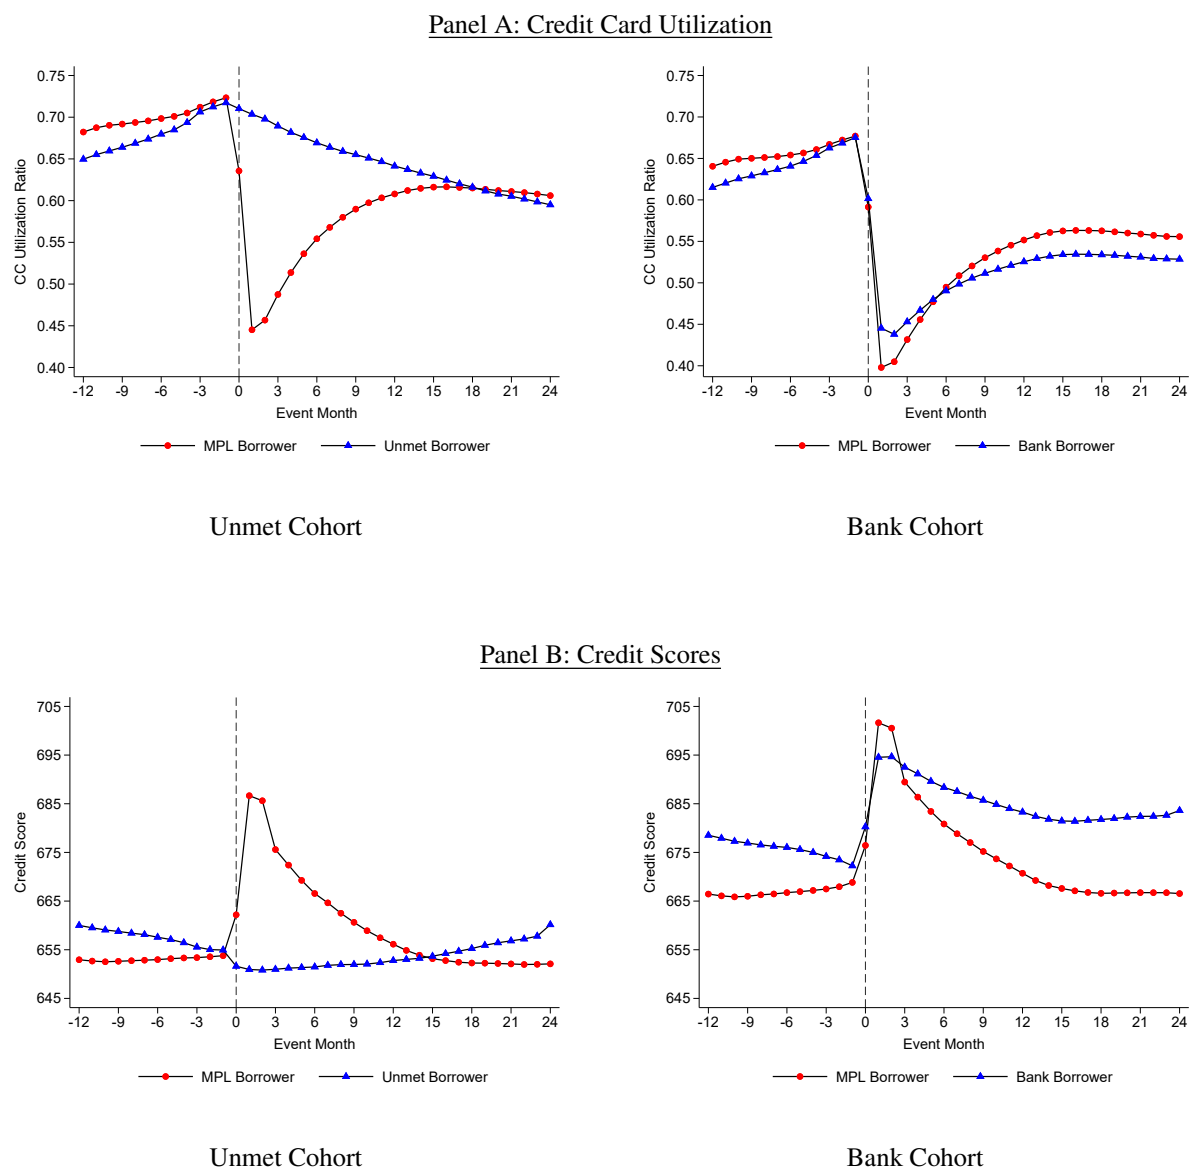 Panel A: Credit Card Utilization
CC Utilization Ratio
0.75
0.70
0.65
0.60
0.55
0.50
0.45
0.40
-12 -9 -6 -3 0 3 6 9 12 15 18 21 24
Event Month
MPL Borrower Unmet Borrower
Unmet Cohort
CC Utilization Ratio
0.75
0.70
0.65
0.60
0.55
0.50
0.45
0.40
-12 -9 -6 -3 0 3 6 9 12 15 18 21 24
Event Month
MPL Borrower Bank Borrower
Bank Cohort
Panel B: Credit Scores
Credit Score
705
695
685
675
665
655
645
-12 -9 -6 -3 0 3 6 9 12 15 18 21 24
Event Month
MPL Borrower Unmet Borrower
Unmet Cohort
Credit Score
705
695
685
675
665
655
645
-12 -9 -6 -3 0 3 6 9 12 15 18 21 24
Event Month
MPL Borrower Bank Borrower
Bank Cohort